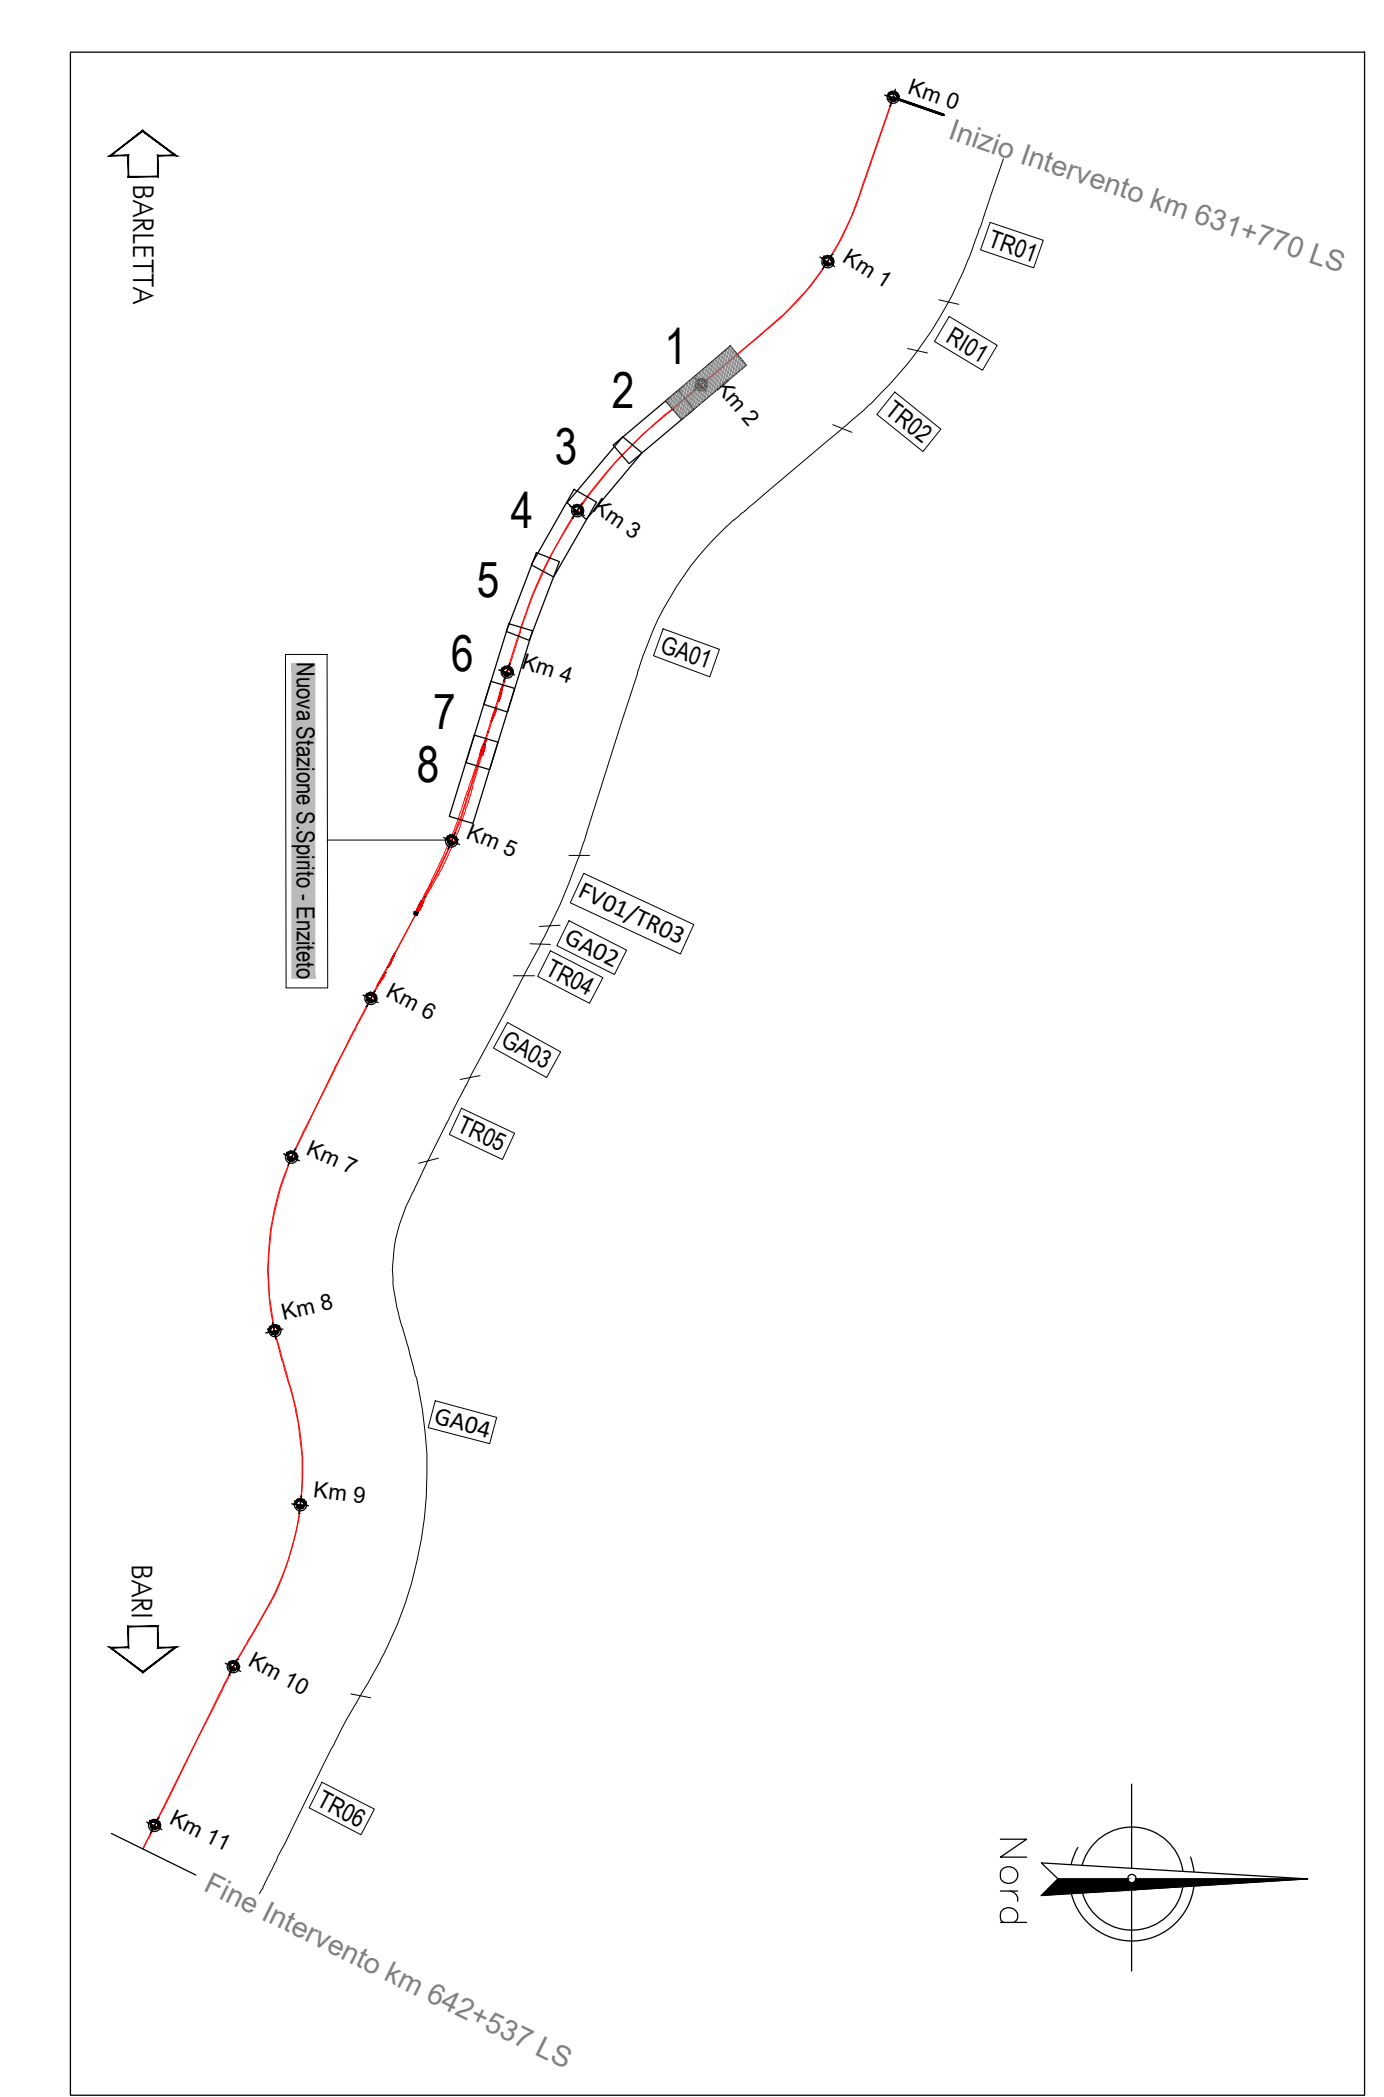 Km 0
Inizio Intervento km 631+770 LS
BARLETTA
TR01
Km 1
RI01
1
Km 2
2
TR02
3
4
Km 3
5
GA01
6
Km 4
7
8
Nuova Stazione S.Spirito - Enziteto
Km 5
FV01/TR03
GA02
TR04
Km 6
GA03
TR05
Km 7
Km 8
GA04
Km 9
BARI
Km 10
TR06
Km 11
Fine Intervento km 642+537 LS
Nord